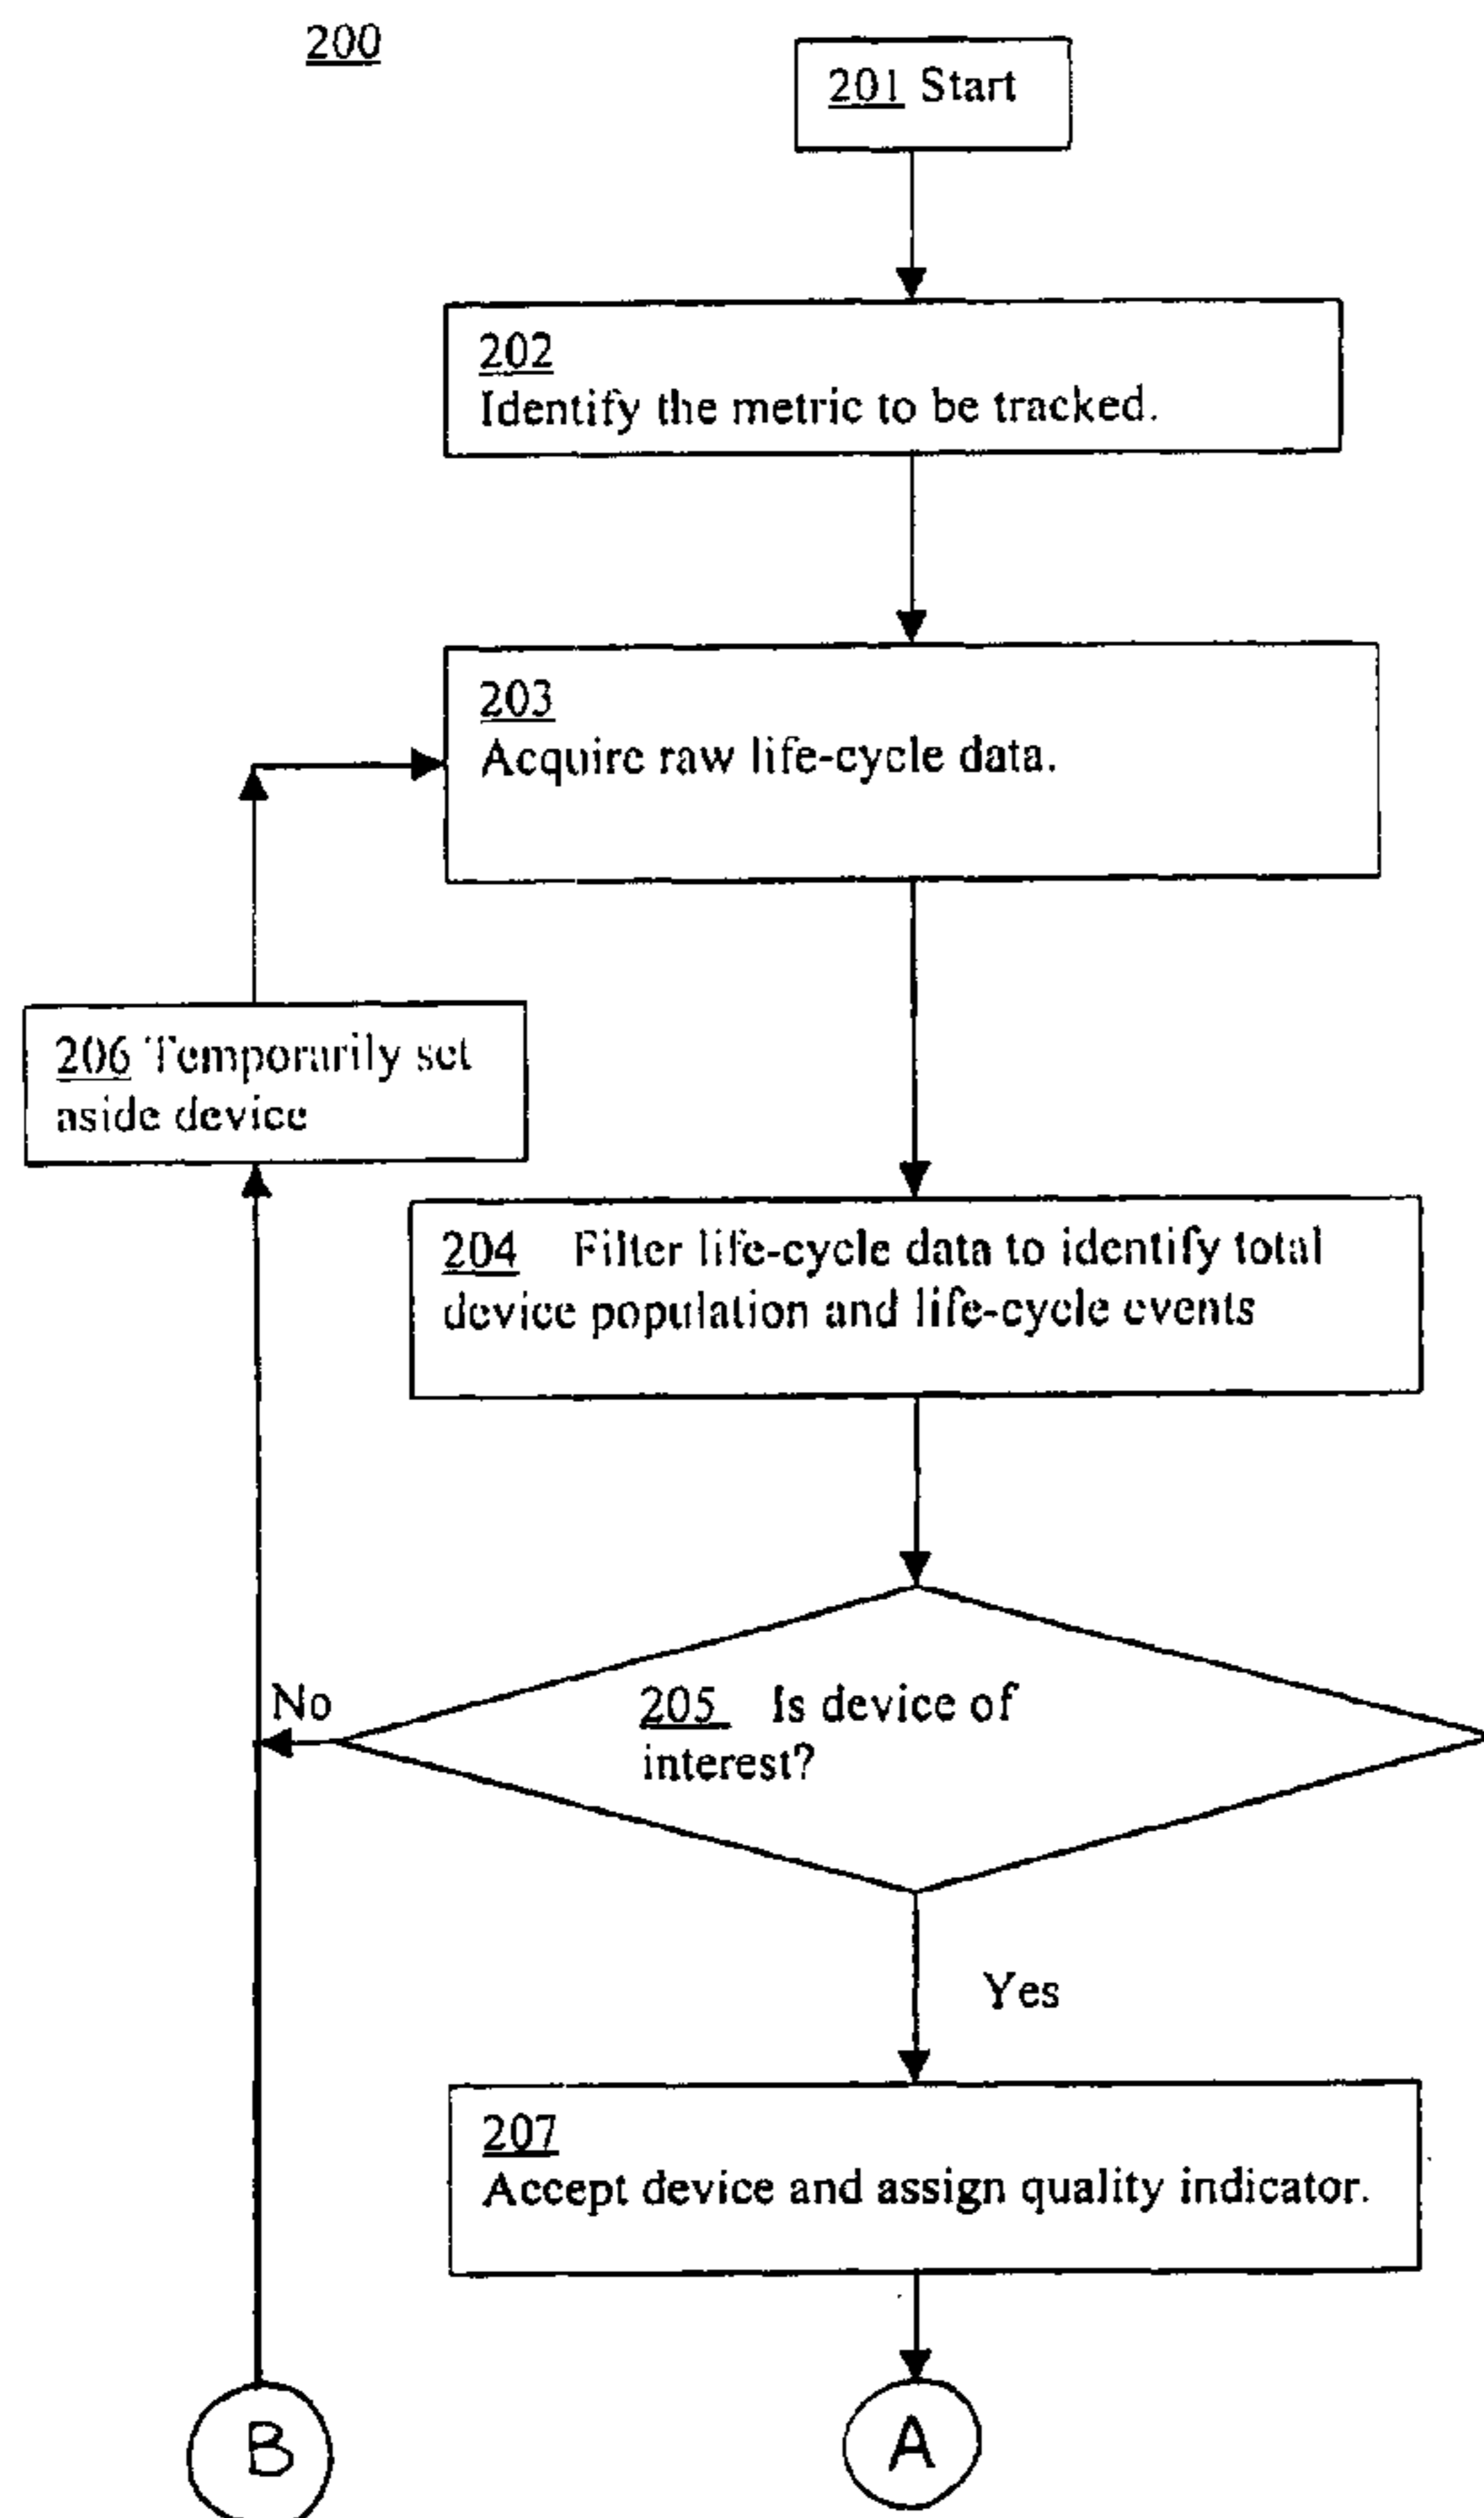 200
201 Start
202
Identify the metric to be tracked.
203
Acquire raw life-cycle data.
206 Temporarily set
aside device
204 Filter life-cycle data to identify total
device population and life-cycle events
No
205 Is device of
interest?
Yes
207
Accept device and assign quality indicator.
B
A